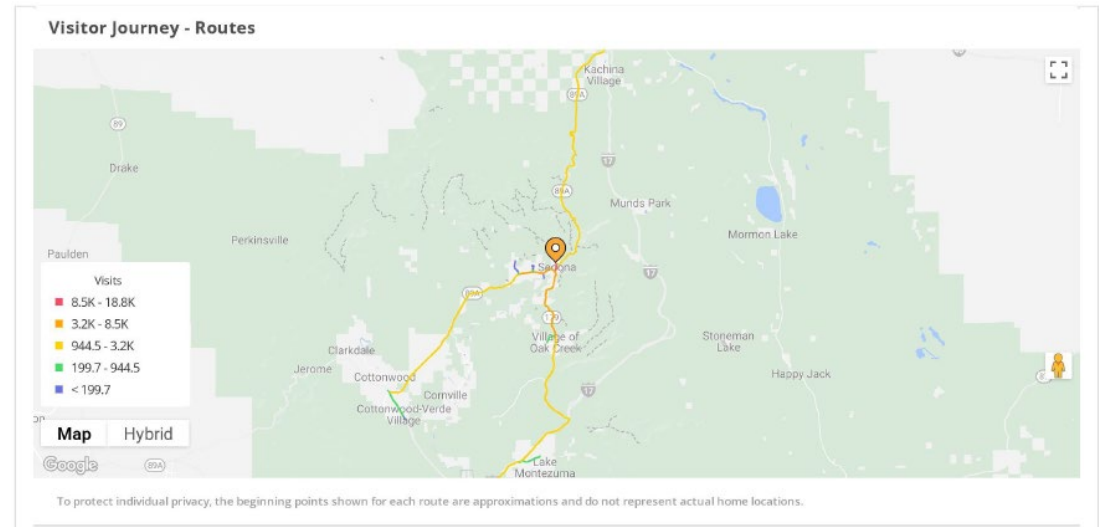 Visitor Journey - Routes
Kachina
Village
89A
89
17
Drake
89A
Munds Park
Perkinsville
Mormon Lake
Paulden
Sedona
17
Visits
8.5K - 18.8K
3.2K - 8.5K
944.5 - 3.2K
199.7 - 944.5
< 199.7
89A
179
Village of
Oak Creek
Stoneman
Lake
Clarkdale
Jerome
Cottonwood
Happy Jack
17
Cornville
Cottonwood-Verde
Village
Map Hybrid
Google
89A
Lake
Montezuma
To protect individual privacy, the beginning points shown for each route are approximations and do not represent actual home locations.